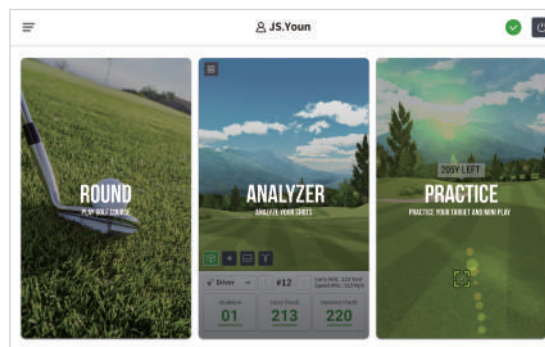 JS.Youn
ROUND
PLAY GOLF COURSE
ANALYZER
ANALYZE YOUR SHOTS
205Y LEFT
PRACTICE
PRACTICE YOUR TARGET AND MINI PLAY
Driver
#12
01
213
220